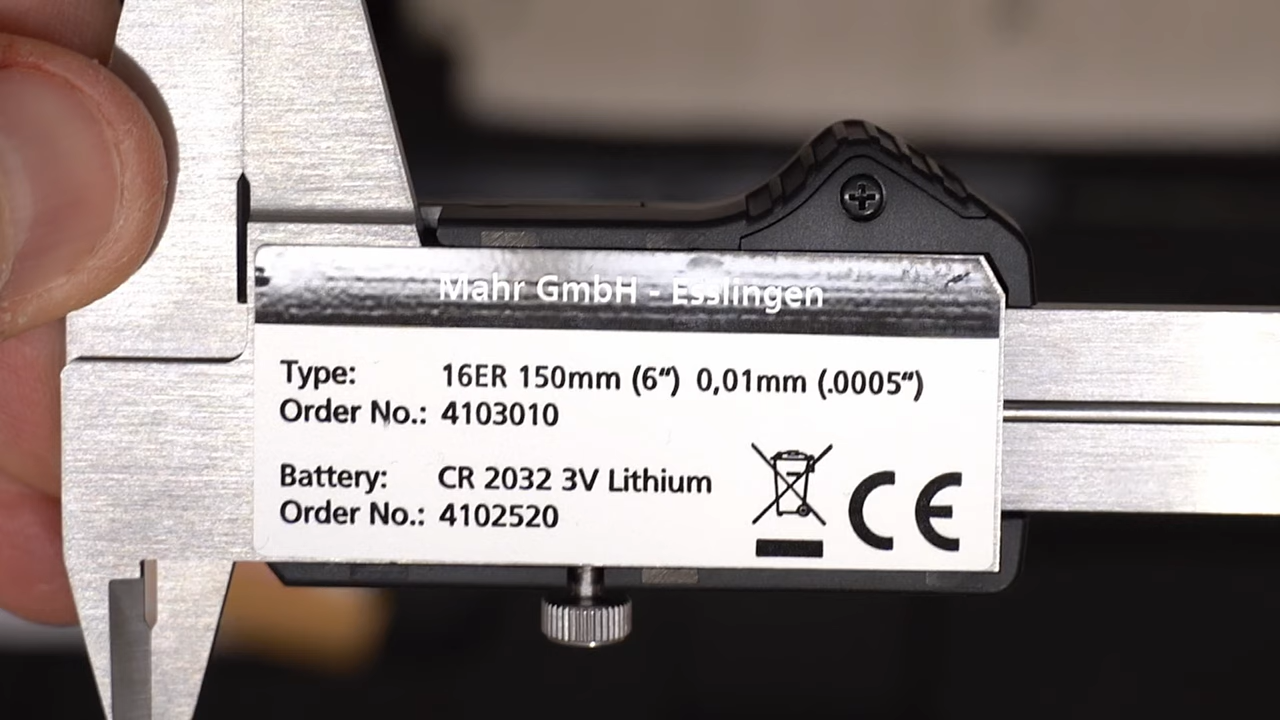 Mahr GmbH - Esslingen
Type: 16ER 150mm (6“) 0,01mm (.0005“)
Order No.: 4103010
Battery: CR 2032 3V Lithium
Order No.: 4102520
CE